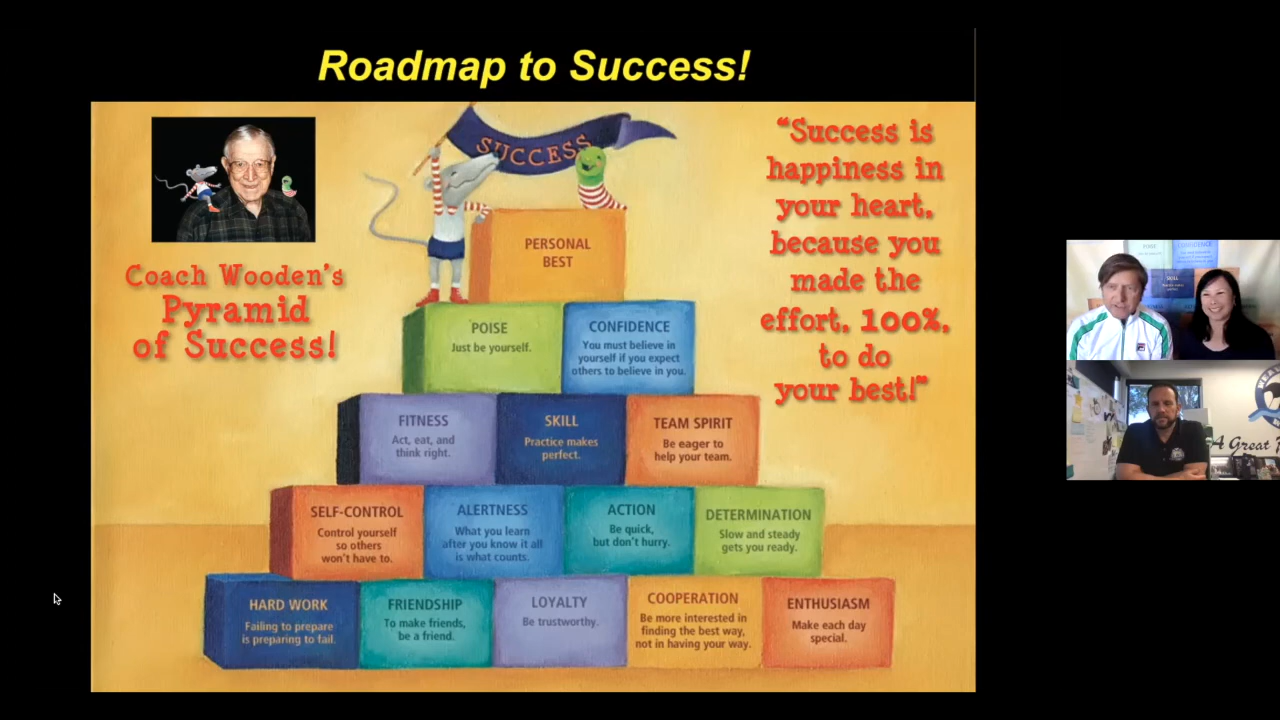 Roadmap to Success!
Coach Wooden's
Pyramid
of Success!
SUCCESS
"Success is
happiness in
your heart,
because you
made the
effort, 100%,
to do
your best!"
PERSONAL
BEST
POISE
Just be yourself.
CONFIDENCE
You must believe in
yourself if you expect
others to believe in you.
FITNESS
Act, eat, and
think right.
SKILL
Practice makes
perfect.
TEAM SPIRIT
Be eager to
help your team.
SELF-CONTROL
Control yourself
so others
won't have to.
ALERTNESS
What you learn
after you know it all
is what counts.
ACTION
Be quick,
but don't hurry.
DETERMINATION
Slow and steady
gets you ready.
HARD WORK
Failing to prepare
is preparing to fail.
FRIENDSHIP
To make friends,
be a friend.
LOYALTY
Be trustworthy.
COOPERATION
Be more interested in
finding the best way,
not in having your way.
ENTHUSIASM
Make each day
special.
POISE
CONFIDENCE
SKILL
A Great